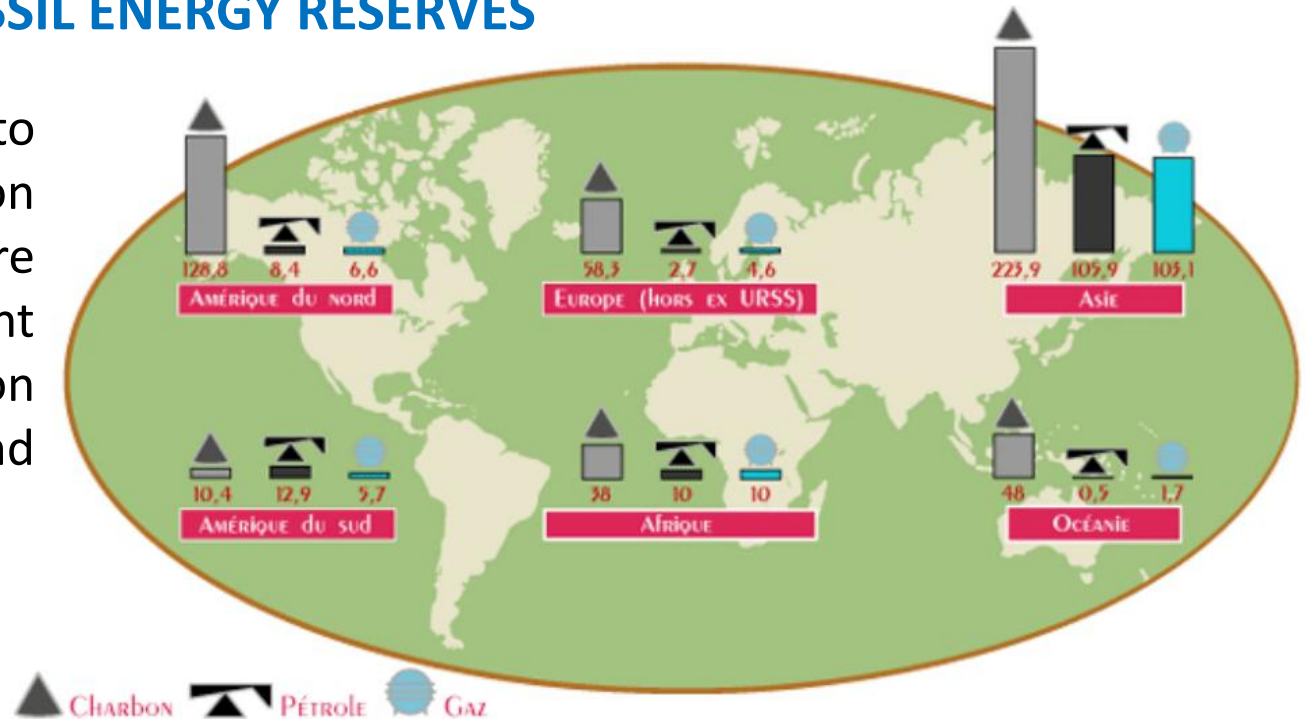 SSIL ENERGY RESERVES
to
on
re
nt
on
nd
128,8 8,4 6,6
Amérique du nord
58,3 2,7 4,6
Europe (hors ex URSS)
223,9 105,9 103,1
Asie
10,4 12,9 5,7
Amérique du sud
38 10 10
Afrique
48 0,5 1,7
Océanie
Charbon Pétrole Gaz